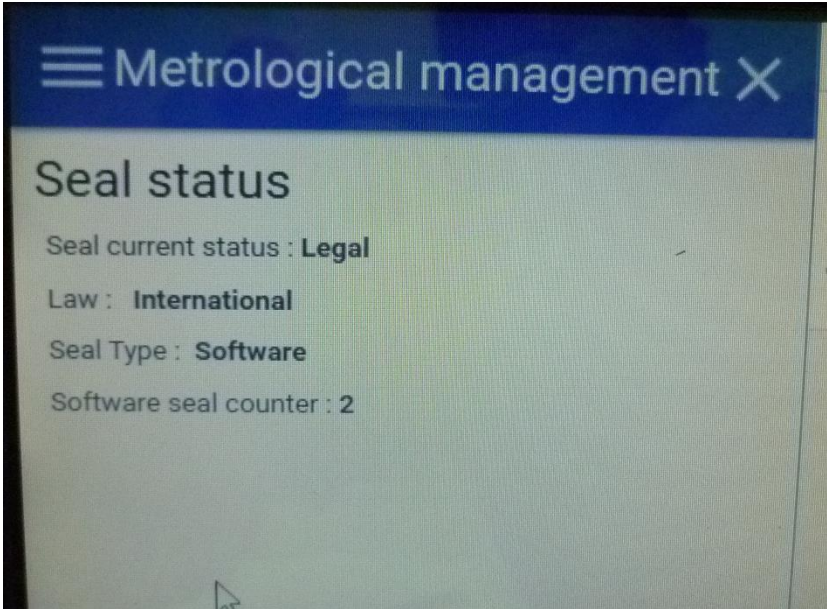 Metrological management
Seal status
Seal current status : Legal
Law : International
Seal Type : Software
Software seal counter : 2